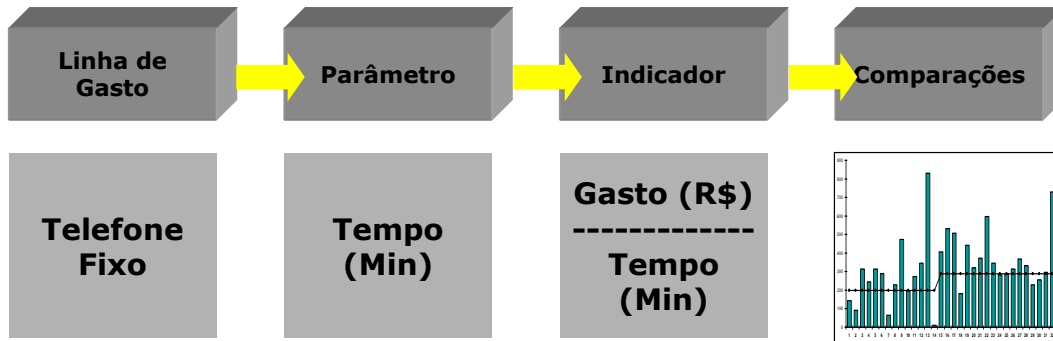 Linha de
Gasto
Parâmetro
Indicador
Comparações
Telefone
Fixo
Tempo
(Min)
Gasto (R$)
-------------
Tempo
(Min)